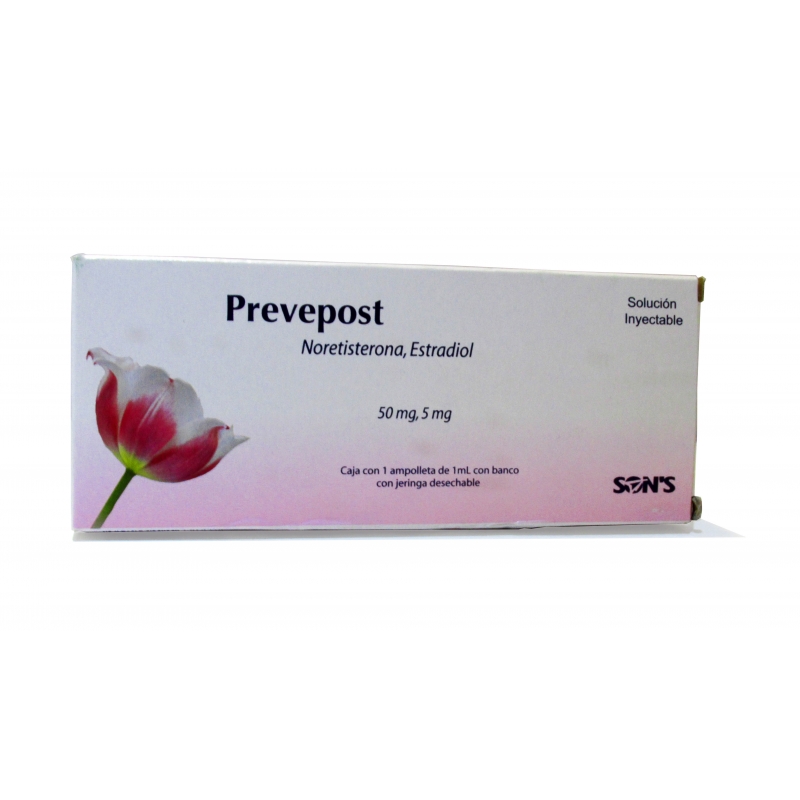 Prevepost
Noretisterona, Estradiol
Solución
Inyectable
50 mg, 5 mg
Caja con 1 ampolleta de 1mL con banco
con jeringa desechable
SON'S